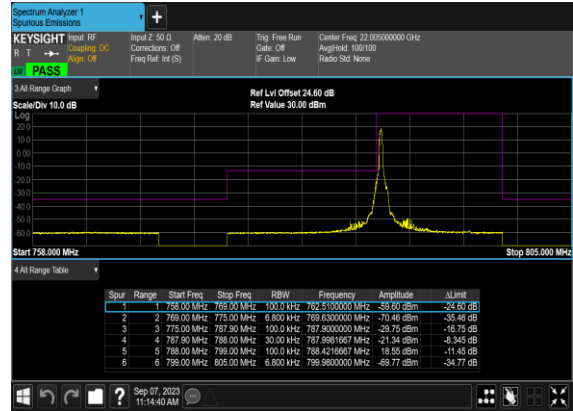 Spectrum Analyzer 1
Spurious Emissions
KEYSIGHT Input: RF Input Z: 50 Ω Atten: 20 dB Trig: Free Run Center Freq: 22.005000000 GHz
R T Coupling: DC Corrections: Off Gate: Off Avg|Hold: 100/100
Align: Off Freq Ref: Int (S) IF Gain: Low Radio Std: None
PASS
3 All Range Graph
Ref Lvl Offset 24.60 dB
Scale/Div 10.0 dB Ref Value 30.00 dBm
Log
20.0
10.0
0.00
-10.0
-20.0
-30.0
-40.0
-50.0
-60.0
Start 758.000 MHz Stop 805.000 MHz
4 All Range Table
Spur Range Start Freq Stop Freq RBW Frequency Amplitude ΔLimit
1 1 758.00 MHz 769.00 MHz 100.0 kHz 762.5100000 MHz -59.60 dBm -24.60 dB
2 2 769.00 MHz 775.00 MHz 6.800 kHz 769.6300000 MHz -70.46 dBm -35.46 dB
3 3 775.00 MHz 787.90 MHz 100.0 kHz 787.9000000 MHz -29.75 dBm -16.75 dB
4 4 787.90 MHz 788.00 MHz 30.00 kHz 787.9981667 MHz -21.34 dBm -8.345 dB
5 5 788.00 MHz 799.00 MHz 100.0 kHz 788.4216667 MHz 18.55 dBm -11.45 dB
6 6 799.00 MHz 805.00 MHz 6.800 kHz 799.9800000 MHz -69.77 dBm -34.77 dB
? Sep 07, 2023
11:14:40 AM